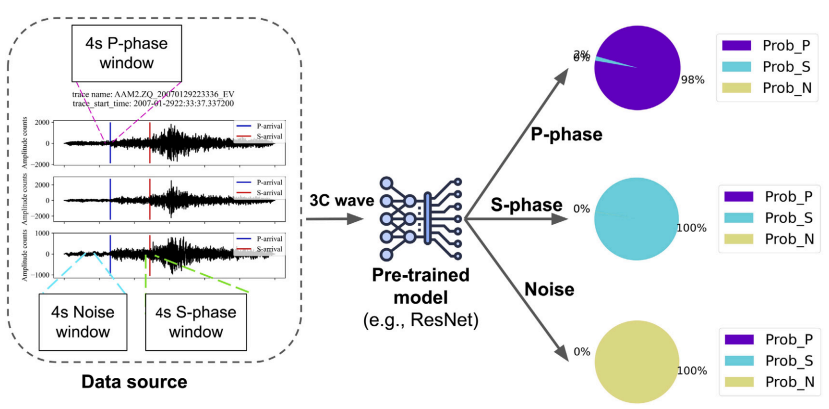 4s P-phase
window
trace name: AAM2.ZQ_20070129223336_EV
trace_start_time: 2007-01-2922:33:37.337200
Amplitude counts
2000
0
−2000
P-arrival
S-arrival
Amplitude counts
2000
0
−2000
P-arrival
S-arrival
Amplitude counts
1000
0
−1000
P-arrival
S-arrival
4s Noise
window
4s S-phase
window
Data source
3C wave
Pre-trained
model
(e.g., ResNet)
P-phase
S-phase
Noise
2%
0%
98%
Prob_P
Prob_S
Prob_N
0%
100%
Prob_P
Prob_S
Prob_N
0%
100%
Prob_P
Prob_S
Prob_N